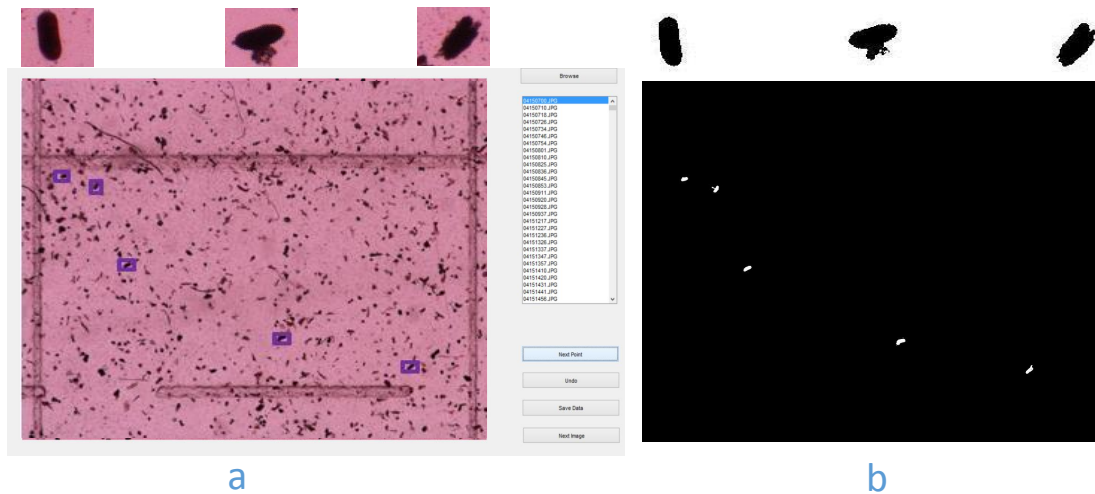 Browse
04150700.JPG
04150710.JPG
04150718.JPG
04150726.JPG
04150734.JPG
04150746.JPG
04150754.JPG
04150801.JPG
04150810.JPG
04150825.JPG
04150836.JPG
04150845.JPG
04150853.JPG
04150911.JPG
04150920.JPG
04150928.JPG
04150937.JPG
04151217.JPG
04151227.JPG
04151236.JPG
04151326.JPG
04151337.JPG
04151347.JPG
04151357.JPG
04151410.JPG
04151420.JPG
04151431.JPG
04151441.JPG
04151456.JPG
Next Point
Undo
Save Data
Next Image
a
b